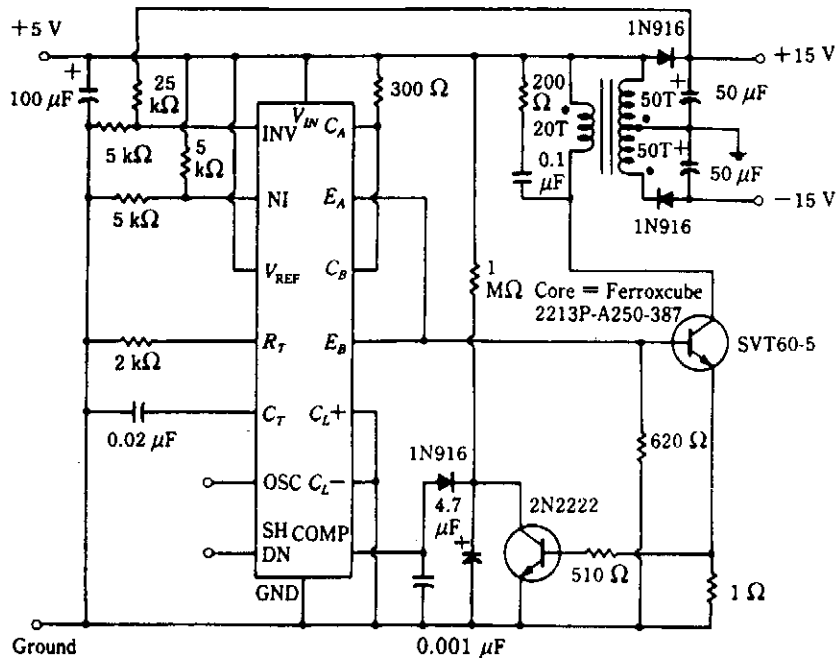 +5 V
1N916
+15 V
100 μF
+
25
kΩ
300 Ω
200
Ω
20T
50T
+
50 μF
V_IN
C_A
INV
5 kΩ
5
kΩ
0.1
μF
50T
+
50 μF
NI
E_A
5 kΩ
1N916
−15 V
V_REF
C_B
1
MΩ
Core = Ferroxcube
2213P-A250-387
R_T
E_B
2 kΩ
SVT60-5
C_T
C_L+
0.02 μF
1N916
620 Ω
OSC
C_L−
4.7
μF
+
2N2222
SH
DN
COMP
510 Ω
1 Ω
GND
Ground
0.001 μF